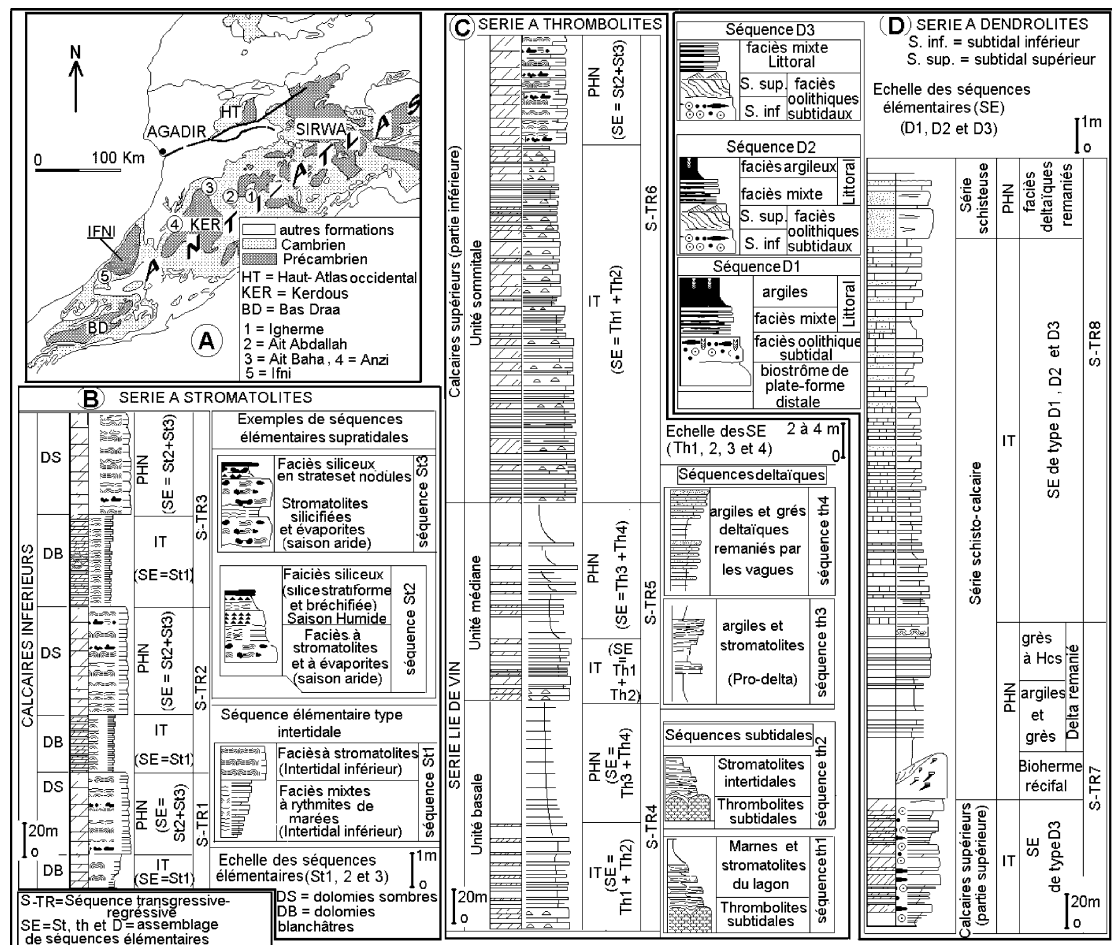 N
AGADIR
HT
SIRWA
ANTI ATLAS
0 100 Km
3
2
1
4
KER
IFNI
5
BD
autres formations
Cambrien
Précambrien
HT = Haut-Atlas occidental
KER = Kerdous
BD = Bas Draa
1 = Igherme
2 = Ait Abdallah
3 = Ait Baha , 4 = Anzi
5 = Ifni
A
B SERIE A STROMATOLITES
CALCAIRES INFERIEURS
DS
DB
DS
DB
DS
DB
PHN
(SE = St2+St3)
IT
(SE=St1)
PHN
(SE = St2+St3)
IT
(SE=St1)
PHN
(SE=
St2+St3)
IT
(SE=St1)
S-TR3
S-TR2
S-TR1
20m
0
Exemples de séquences
élémentaires supratidales
Faciès siliceux
en strateset nodules
Stromatolites
silicifiées
et évaporites
(saison aride)
séquence St3
Faiciès siliceux
(silice stratiforme
et bréchifiée)
Saison Humide
Faciès à
stromatolites
et à évaporites
(saison aride)
séquence St2
Séquence élémentaire type
intertidale
Facièsà stromatolites
(Intertidal inférieur)
Faciès mixtes
à rythmites de
marées
(Intertidal inférieur)
séquence St1
Echelle des séquences
élémentaires (St1, 2 et 3)
1m
0
DS = dolomies sombres
DB = dolomies
blanchâtres
S-TR=Séquence transgressive-
regréssive
SE=St, th et D=assemblage
de séquences élémentaires
C SERIE A THROMBOLITES
Calcaires supérieurs (partie inférieure)
Unité sommitale
SERIE LIE DE VIN
Unité médiane
Unité basale
20m
0
PHN
(SE = St2+St3)
IT
(SE = Th1 +Th2)
S-TR6
PHN
(SE =Th3 +Th4)
IT (SE
=
Th1
+
Th2)
S-TR5
PHN
(SE=
Th3 +Th4)
IT
(SE=
Th1 + Th2)
S-TR4
Echelle des SE
(Th1, 2, 3 et 4)
2 à 4 m
0
Séquences deltaïques
argiles et grés
deltaïques
remaniés par
les vagues
séquence th4
argiles et
stromatolites
(Pro-delta)
séquence th3
Séquences subtidales
Stromatolites
intertidales
Thrombolites
subtidales
séquence th2
Marnes et
stromatolites
du lagon
Thrombolites
subtidales
séquence th1
Séquence D3
faciès mixte
Littoral
S. sup.
S. inf
faciès
oolithiques
subtidaux
Séquence D2
faciès argileux
faciès mixte
Littoral
S. sup.
S. inf
faciès
oolithiques
subtidaux
Séquence D1
argiles
faciès mixte
Littoral
faciès oolithique
subtidal
biostrôme de
plate-forme
distale
D SERIE A DENDROLITES
S. inf. = subtidal inférieur
S. sup. = subtidal supérieur
Echelle des séquences
élémentaires (SE)
(D1, D2 et D3)
1m
0
Série
schisteuse
PHN
faciès
deltaïques
remaniés
Série schisto-calcaire
IT
SE de type D1 , D2 et D3
S-TR8
PHN
grès
à Hcs
argiles
et
grès
Delta remanié
Bioherme
récifal
S-TR7
Calcaires supérieurs
(partie supérieure)
IT
SE
de type D3
20m
0